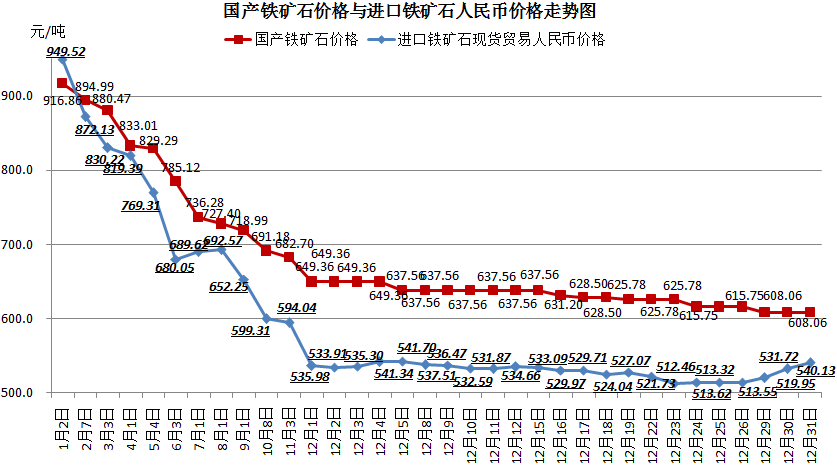 国产铁矿石价格与进口铁矿石人民币价格走势图
元/吨
国产铁矿石价格 进口铁矿石现货贸易人民币价格
900.0
800.0
700.0
600.0
500.0
916.86 894.99 880.47 833.01 829.29 785.12 736.28 727.40 718.99 691.18 682.70 649.36 649.36 649.36 649.36 637.56 637.56 637.56 637.56 637.56 637.56 637.56 631.20 628.50 628.50 625.78 625.78 625.78 615.75 615.75 608.06 608.06
949.52 872.13 830.22 819.39 769.31 680.05 689.62 692.57 652.25 599.31 594.04 535.98 533.91 535.30 541.34 541.70 537.51 536.47 532.59 531.87 534.66 533.09 529.97 529.71 524.04 527.07 521.73 512.46 513.62 513.32 513.55 519.95 531.72 540.13
1月2日 2月7日 3月3日 4月1日 5月4日 6月3日 7月1日 8月1日 9月1日 10月8日 11月3日 12月1日 12月2日 12月3日 12月4日 12月5日 12月8日 12月9日 12月10日 12月11日 12月12日 12月15日 12月16日 12月17日 12月18日 12月19日 12月22日 12月23日 12月24日 12月25日 12月26日 12月29日 12月30日 12月31日